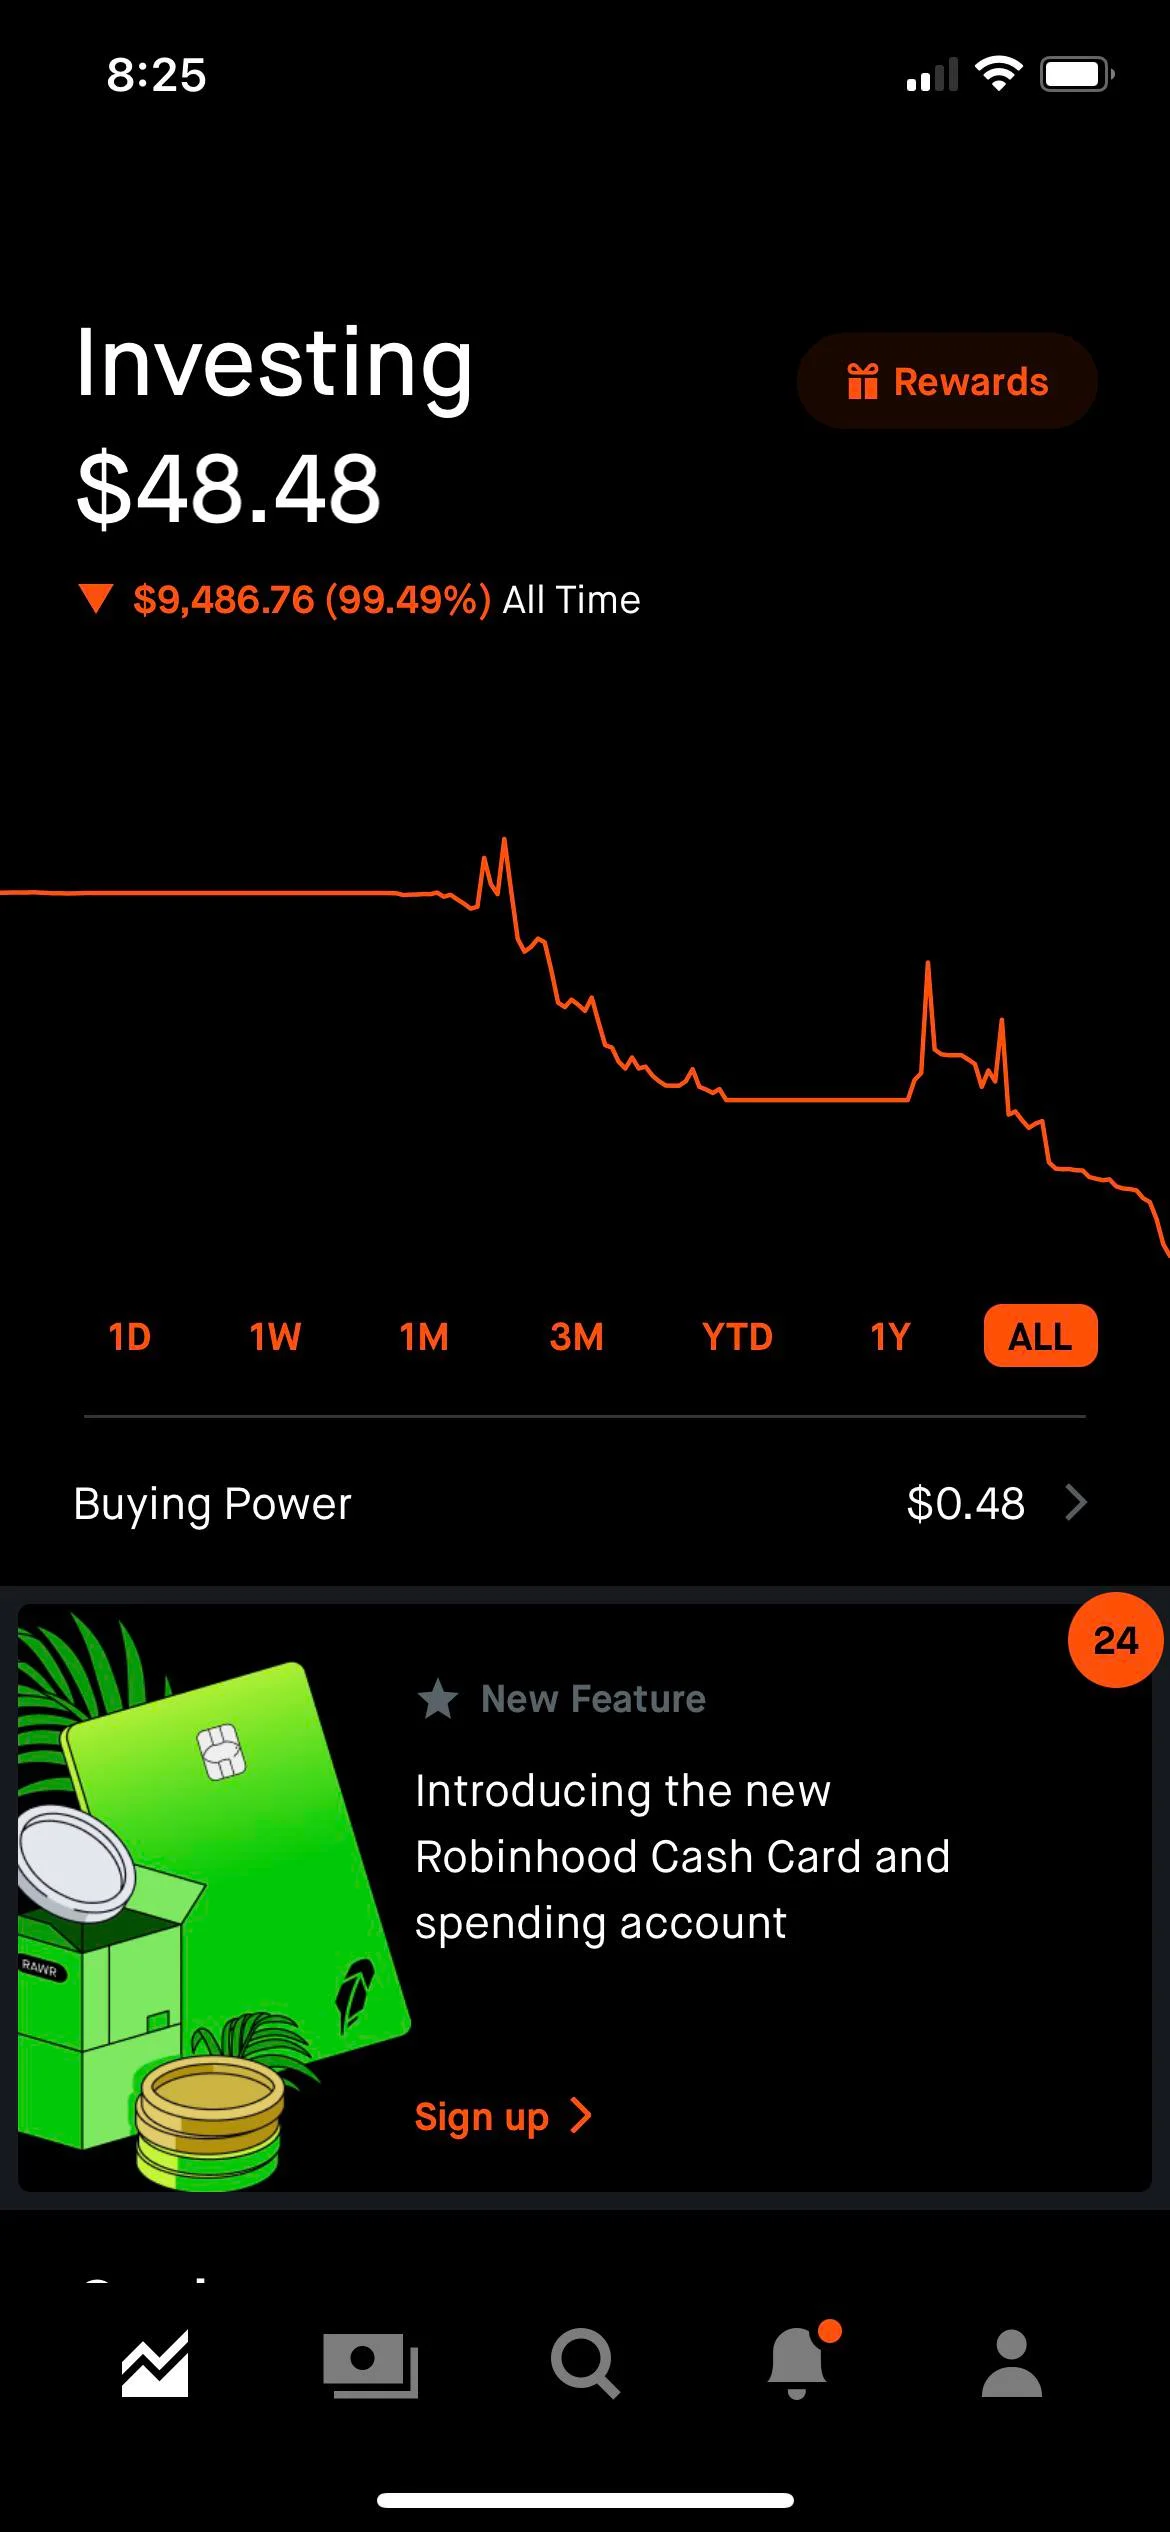 8:25
Investing
Rewards
$48.48
▼ $9,486.76 (99.49%) All Time
1D 1W 1M 3M YTD 1Y ALL
Buying Power $0.48
24
New Feature
Introducing the new
Robinhood Cash Card and
spending account
RAWR
Sign up